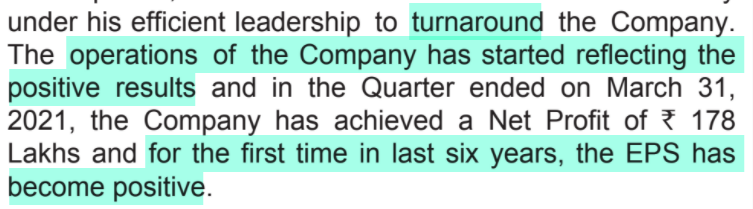 under his efficient leadership to turnaround the Company.
The operations of the Company has started reflecting the
positive results and in the Quarter ended on March 31,
2021, the Company has achieved a Net Profit of ₹ 178
Lakhs and for the first time in last six years, the EPS has
become positive.